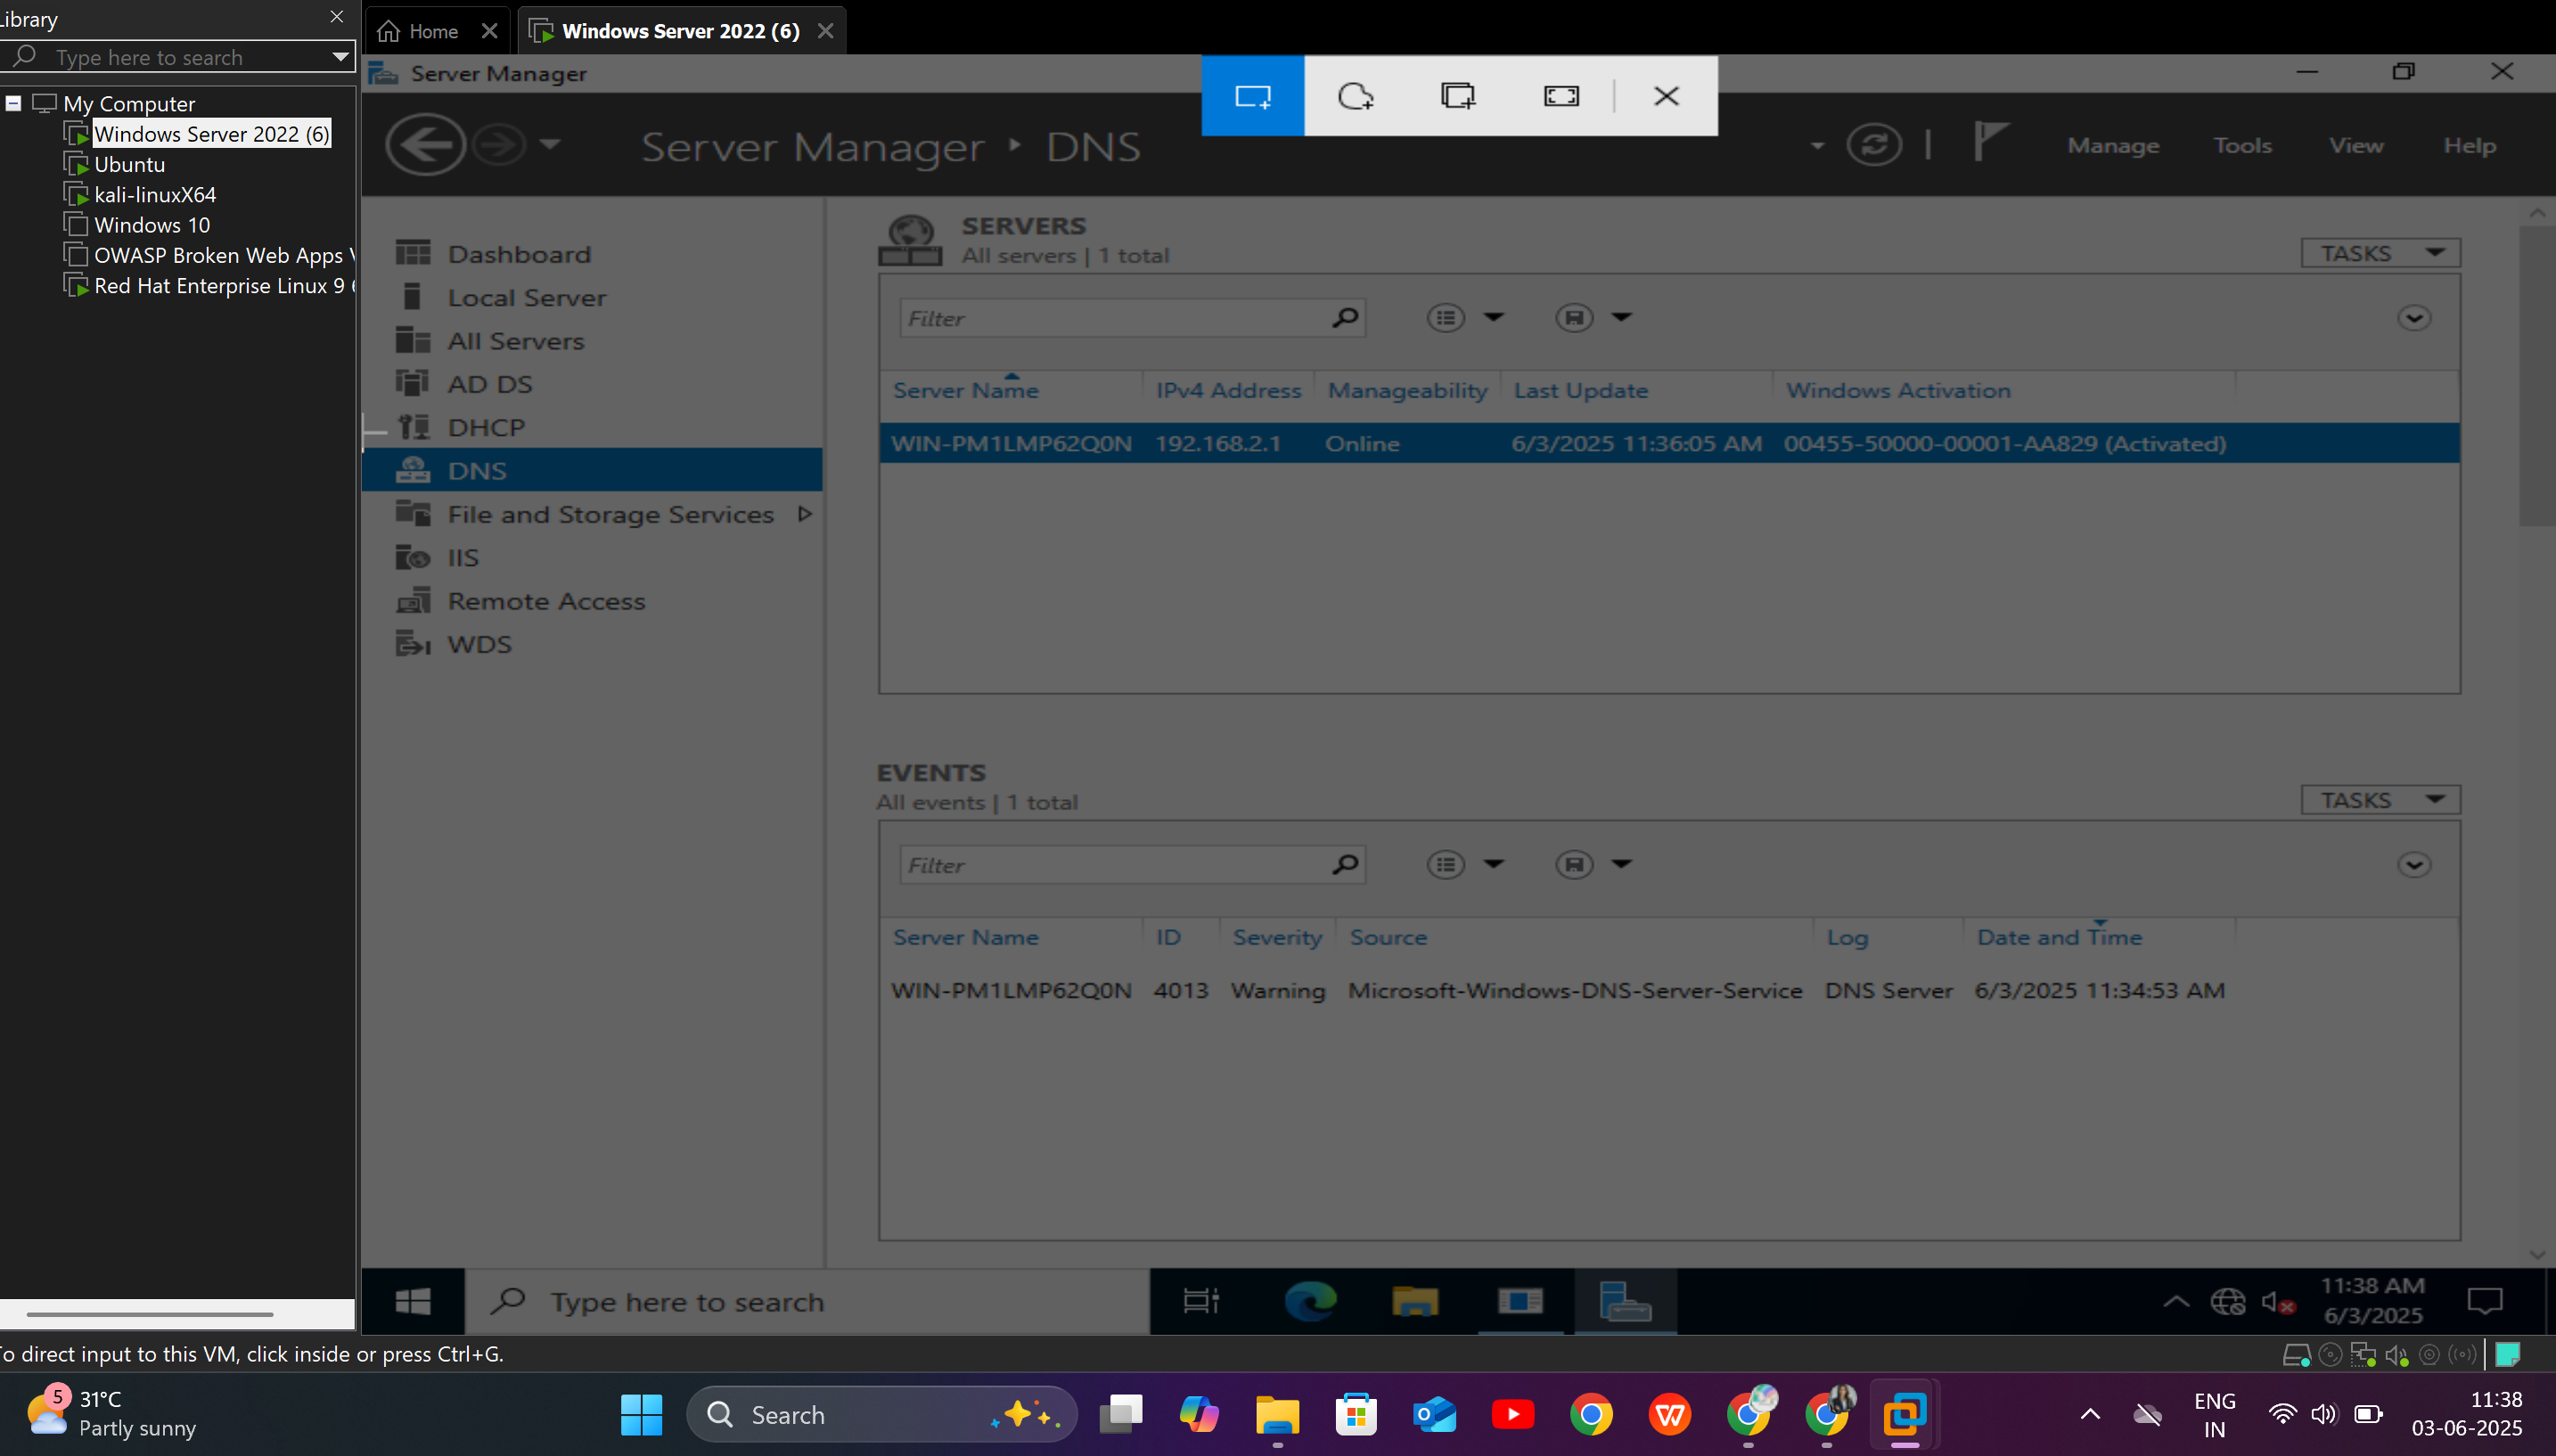 Library
Type here to search
My Computer
Windows Server 2022 (6)
Ubuntu
kali-linuxX64
Windows 10
OWASP Broken Web Apps
Red Hat Enterprise Linux 9
Home
Windows Server 2022 (6)
Server Manager
Server Manager
DNS
Manage
Tools
View
Help
Dashboard
Local Server
All Servers
AD DS
DHCP
DNS
File and Storage Services
IIS
Remote Access
WDS
SERVERS
All servers | 1 total
TASKS
Filter
Server Name IPv4 Address Manageability Last Update Windows Activation
WIN-PM1LMP62Q0N 192.168.2.1 Online 6/3/2025 11:36:05 AM 00455-50000-00001-AA829 (Activated)
EVENTS
All events | 1 total
TASKS
Filter
Server Name ID Severity Source Log Date and Time
WIN-PM1LMP62Q0N 4013 Warning Microsoft-Windows-DNS-Server-Service DNS Server 6/3/2025 11:34:53 AM
Type here to search
11:38 AM
6/3/2025
To direct input to this VM, click inside or press Ctrl+G.
5
31°C
Partly sunny
Search
ENG
IN
11:38
03-06-2025